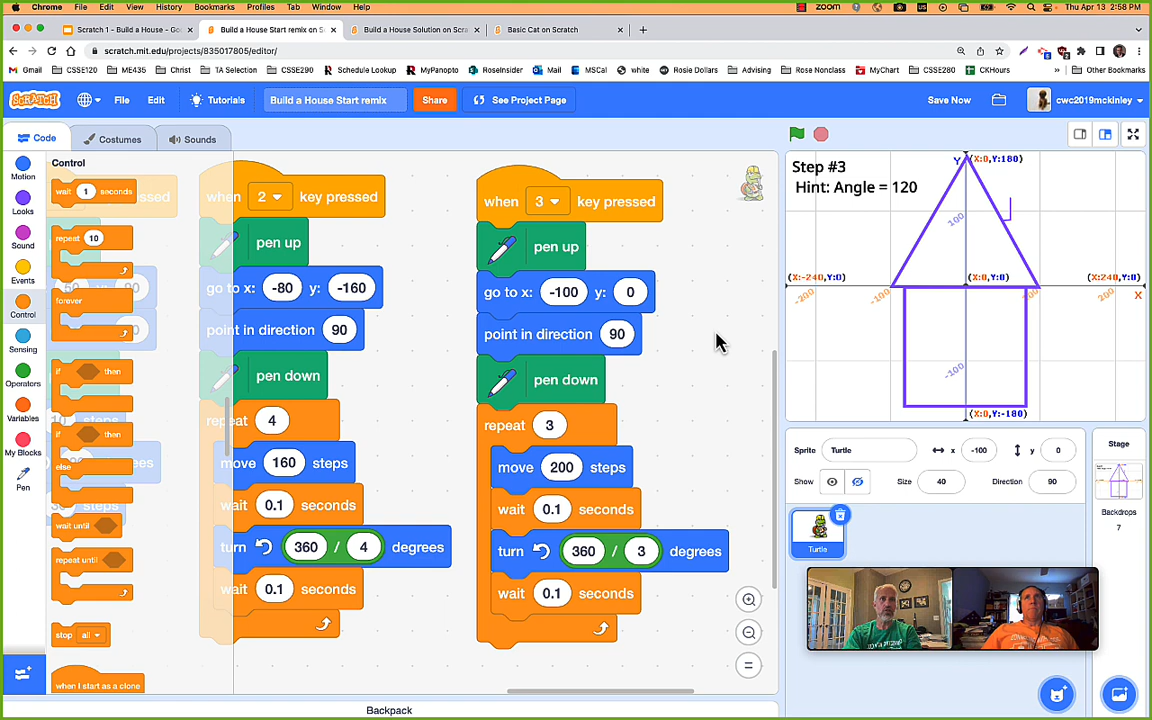 Chrome File Edit View History Bookmarks Profiles Tab Window Help zoom Thu Apr 13 2:58 PM
Scratch 1 - Build a House - Go Build a House Start remix on S Build a House Solution on Scra Basic Cat on Scratch
scratch.mit.edu/projects/835017805/editor/
Gmail CSSE120 ME435 Christ TA Selection CSSE290 Schedule Lookup MyPanopto RoseInsider Mail MSCal white Rosie Dollars Advising Rose Nonclass MyChart CSSE280 CKHours » Other Bookmarks
SCRATCH File Edit Tutorials Build a House Start remix Share See Project Page Save Now cwc2019mckinley
Code Costumes Sounds
Motion
Looks
Sound
Events
Control
Sensing
Operators
Variables
My Blocks
Pen
Control
wait 1 seconds
repeat 10
forever
if then
if then
else
wait until
repeat until
stop all
when I start as a clone
when 2 key pressed
pen up
go to x: -80 y: -160
point in direction 90
pen down
repeat 4
move 160 steps
wait 0.1 seconds
turn 360 / 4 degrees
wait 0.1 seconds
when 3 key pressed
pen up
go to x: -100 y: 0
point in direction 90
pen down
repeat 3
move 200 steps
wait 0.1 seconds
turn 360 / 3 degrees
wait 0.1 seconds
Backpack
Step #3
Hint: Angle = 120
Y (X:0,Y:180)
100
(X:-240,Y:0) (X:0,Y:0) (X:240,Y:0)
-200 -100 200 X
-100
(X:0,Y:-180)
Sprite Turtle x -100 y 0
Show Size 40 Direction 90
Turtle
Stage
Backdrops
7